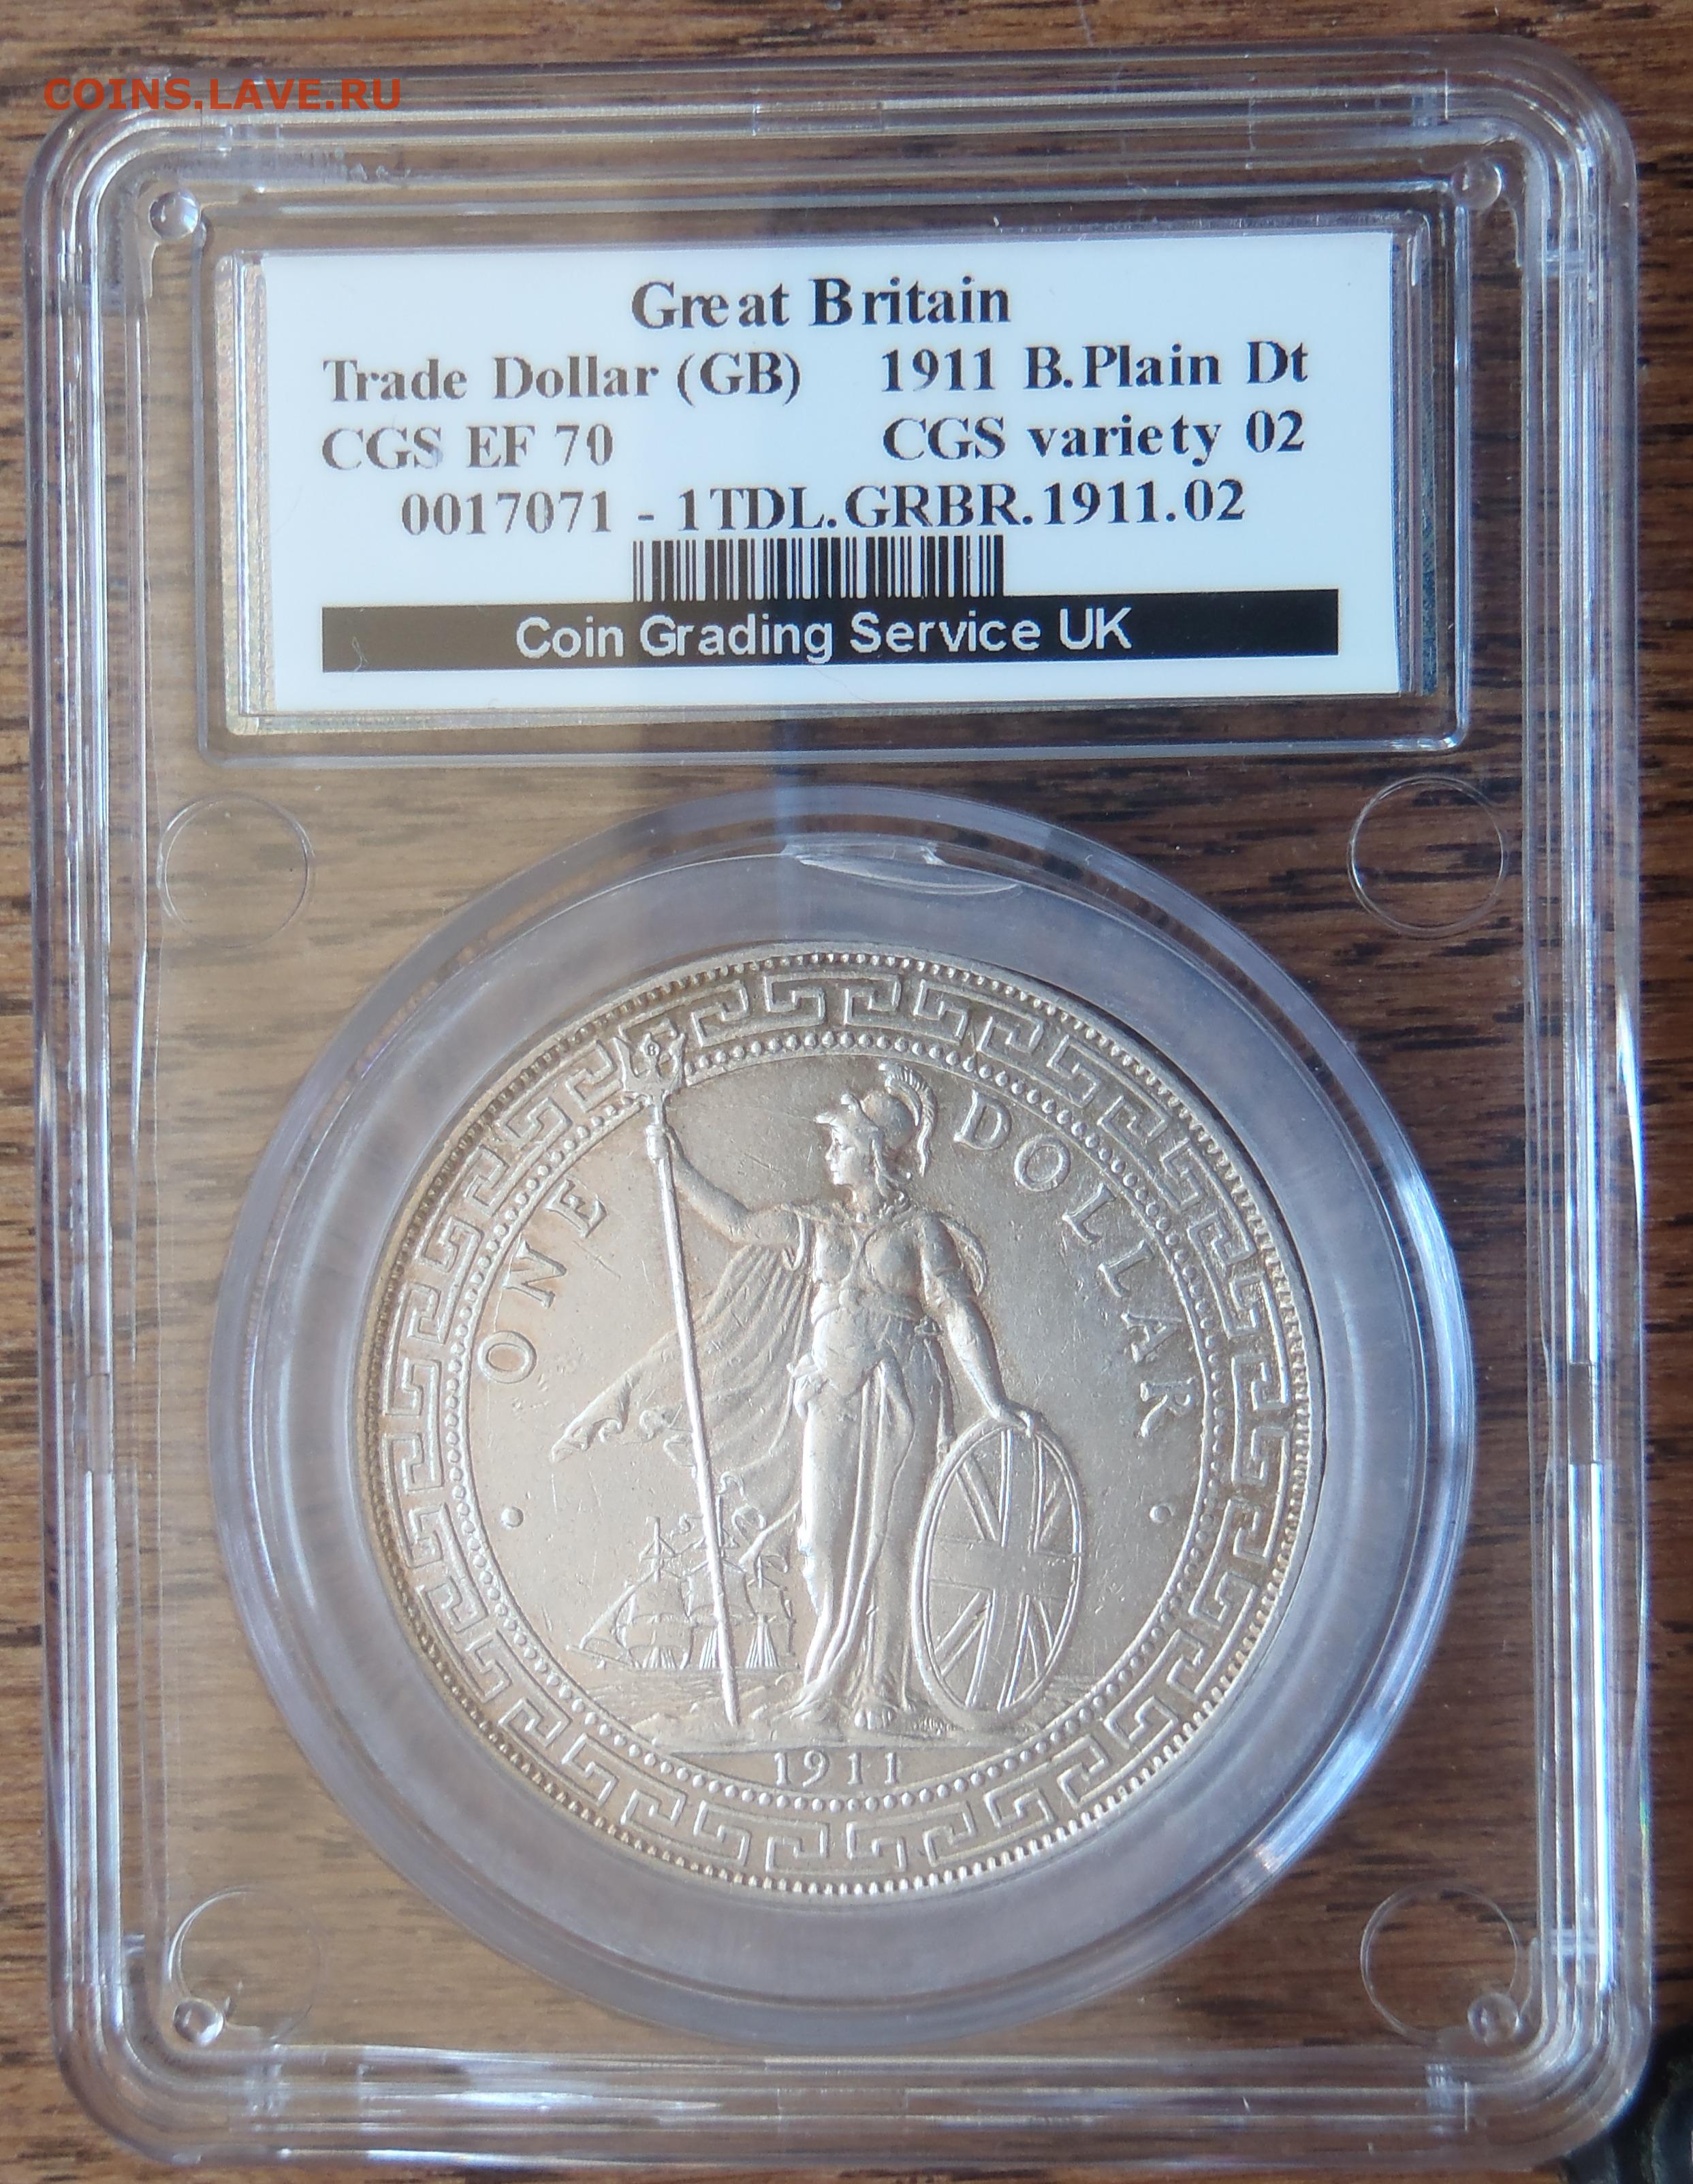 COINS.LAVE.RU
Great Britain
Trade Dollar (GB) 1911 B.Plain Dt
CGS EF 70 CGS variety 02
0017071 - 1TDL.GRBR.1911.02
Coin Grading Service UK
ONE DOLLAR
1911